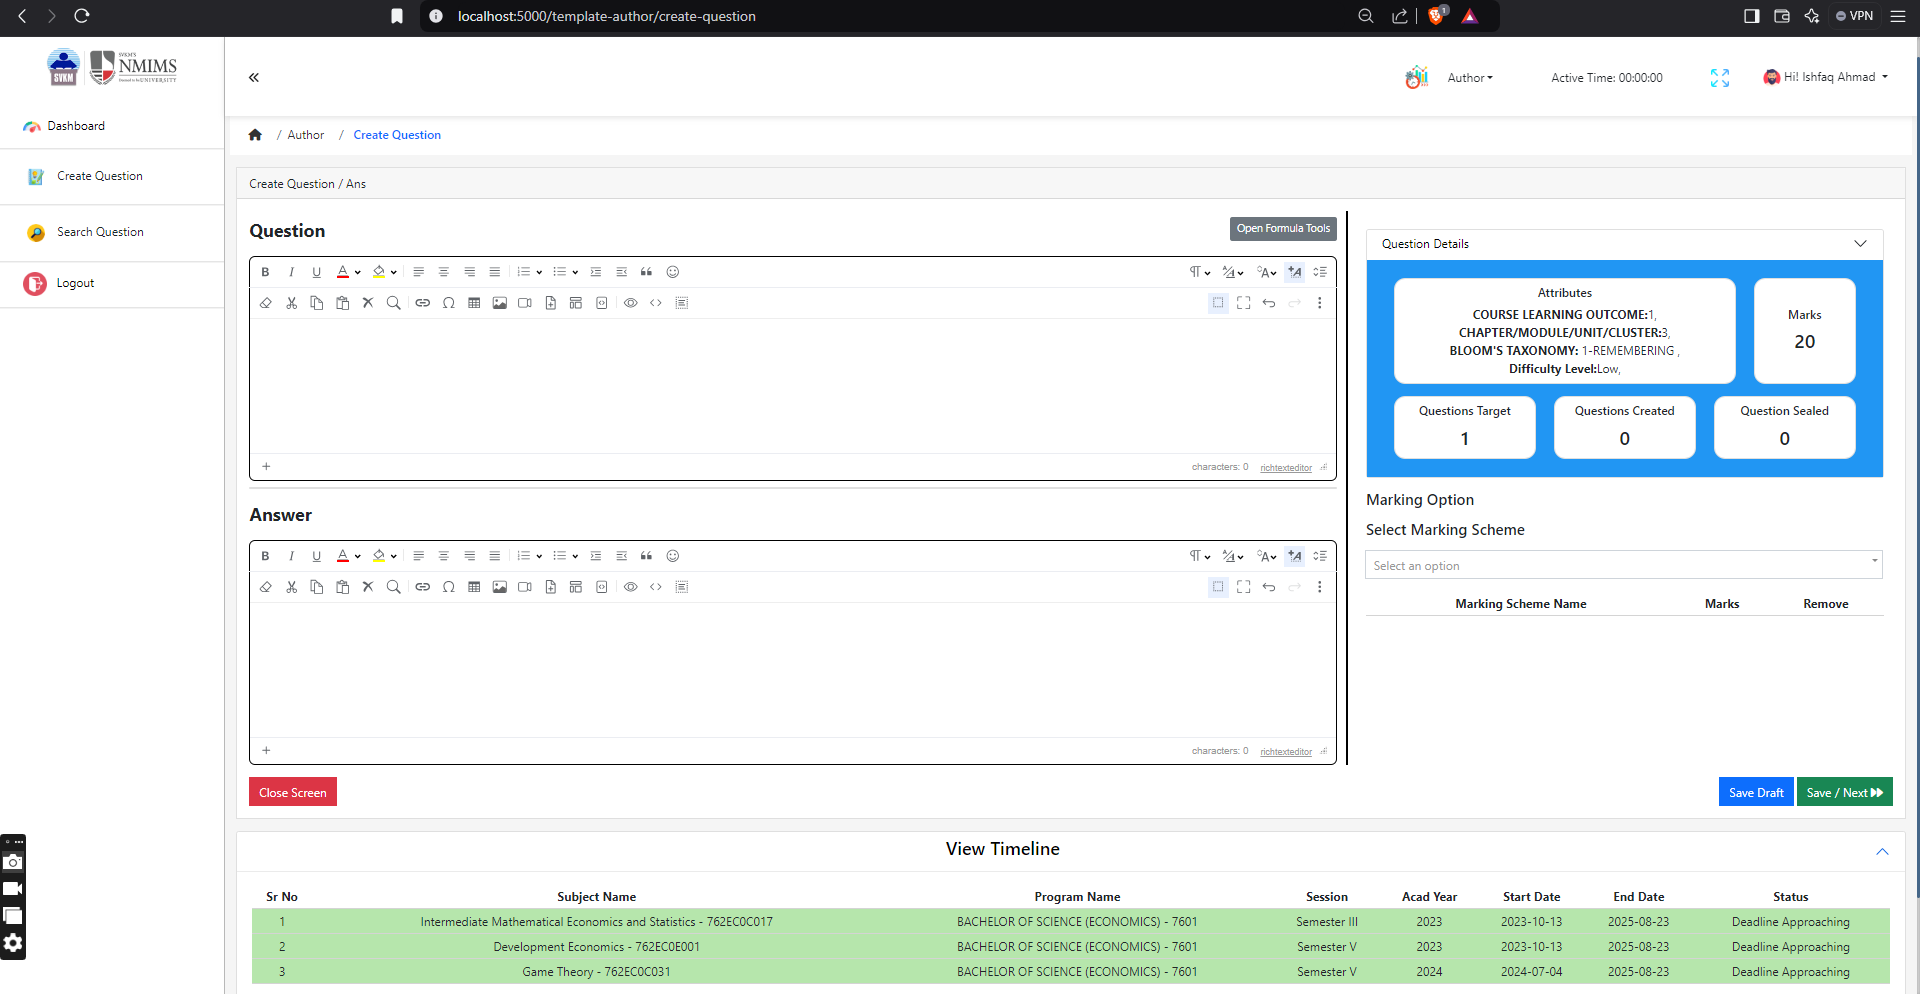 localhost:5000/template-author/create-question
1
VPN
SVKM
SVKM'S
NMIMS
Author
Active Time: 00:00:00
Hi! Ishfaq Ahmad
Dashboard
Create Question
Search Question
Logout
/ Author / Create Question
Create Question / Ans
Question
Open Formula Tools
B I U A
characters: 0 richtexteditor
Answer
B I U A
characters: 0 richtexteditor
Close Screen
Question Details
Attributes
COURSE LEARNING OUTCOME:1,
CHAPTER/MODULE/UNIT/CLUSTER:3,
BLOOM'S TAXONOMY: 1-REMEMBERING ,
Difficulty Level:Low,
Marks
20
Questions Target
1
Questions Created
0
Question Sealed
0
Marking Option
Select Marking Scheme
Select an option
Marking Scheme Name Marks Remove
Save Draft
Save / Next
View Timeline
Sr No Subject Name Program Name Session Acad Year Start Date End Date Status
1 Intermediate Mathematical Economics and Statistics - 762EC0C017 BACHELOR OF SCIENCE (ECONOMICS) - 7601 Semester III 2023 2023-10-13 2025-08-23 Deadline Approaching
2 Development Economics - 762EC0E001 BACHELOR OF SCIENCE (ECONOMICS) - 7601 Semester V 2023 2023-10-13 2025-08-23 Deadline Approaching
3 Game Theory - 762EC0C031 BACHELOR OF SCIENCE (ECONOMICS) - 7601 Semester V 2024 2024-07-04 2025-08-23 Deadline Approaching